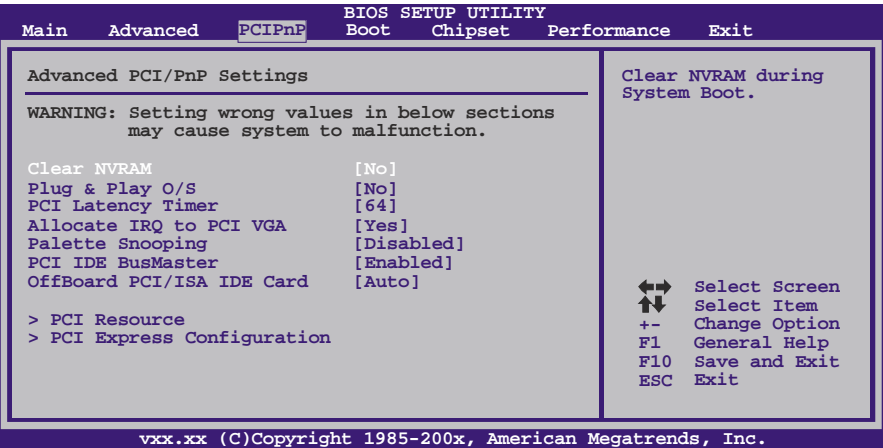 BIOS SETUP UTILITY
Main Advanced PCIPnP Boot Chipset Performance Exit
Advanced PCI/PnP Settings
WARNING: Setting wrong values in below sections
may cause system to malfunction.
Clear NVRAM [No]
Plug & Play O/S [No]
PCI Latency Timer [64]
Allocate IRQ to PCI VGA [Yes]
Palette Snooping [Disabled]
PCI IDE BusMaster [Enabled]
OffBoard PCI/ISA IDE Card [Auto]
> PCI Resource
> PCI Express Configuration
Clear NVRAM during
System Boot.
Select Screen
Select Item
+- Change Option
F1 General Help
F10 Save and Exit
ESC Exit
vxx.xx (C)Copyright 1985-200x, American Megatrends, Inc.